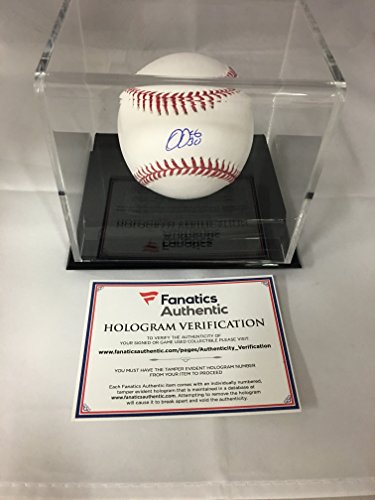 Fanatics
Authentic
HOLOGRAM VERIFICATION
TO VERIFY THE AUTHENTICITY OF
YOUR SIGNED OR GAME USED COLLECTIBLE PLEASE VISIT:
www.fanaticsauthentic.com/pages/Authenticity_Verification
YOU MUST HAVE THE TAMPER EVIDENT HOLOGRAM NUMBER
FROM YOUR ITEM TO PROCEED
Each Fanatics Authentic item comes with an individually numbered,
tamper evident hologram that is maintained in a database at
www.fanaticsauthentic.com. Attempting to remove the hologram
will cause it to break apart and void the authenticity.